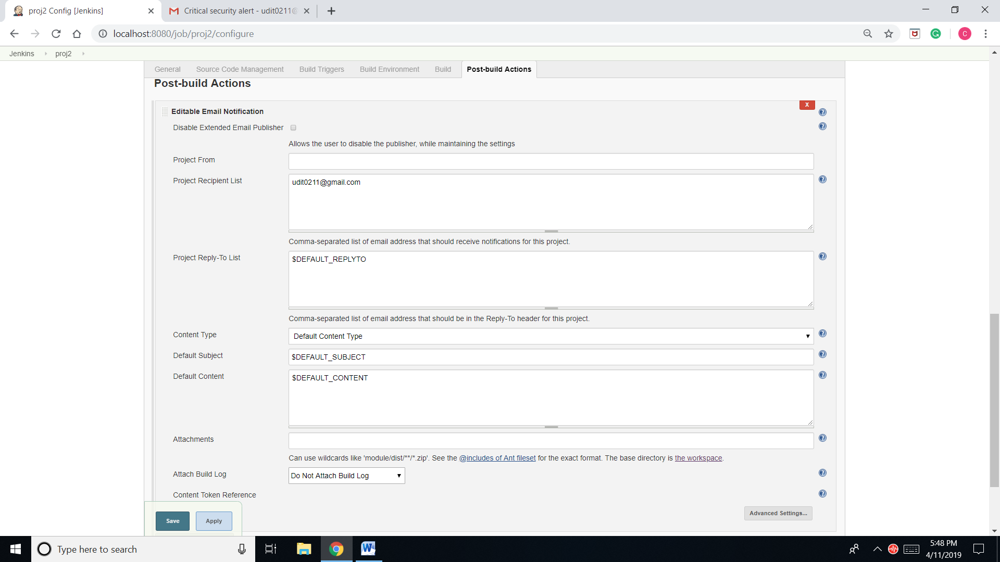 proj2 Config [Jenkins]
Critical security alert - udit0211@
localhost:8080/job/proj2/configure
C
Jenkins
proj2
General
Source Code Management
Build Triggers
Build Environment
Build
Post-build Actions
Post-build Actions
X
Editable Email Notification
Disable Extended Email Publisher
Allows the user to disable the publisher, while maintaining the settings
Project From
Project Recipient List
udit0211@gmail.com
Comma-separated list of email address that should receive notifications for this project.
Project Reply-To List
$DEFAULT_REPLYTO
Comma-separated list of email address that should be in the Reply-To header for this project.
Content Type
Default Content Type
Default Subject
$DEFAULT_SUBJECT
Default Content
$DEFAULT_CONTENT
Attachments
Can use wildcards like 'module/dist/**/*.zip'. See the @includes of Ant fileset for the exact format. The base directory is the workspace.
Attach Build Log
Do Not Attach Build Log
Content Token Reference
Advanced Settings...
Save
Apply
Type here to search
5:48 PM
4/11/2019